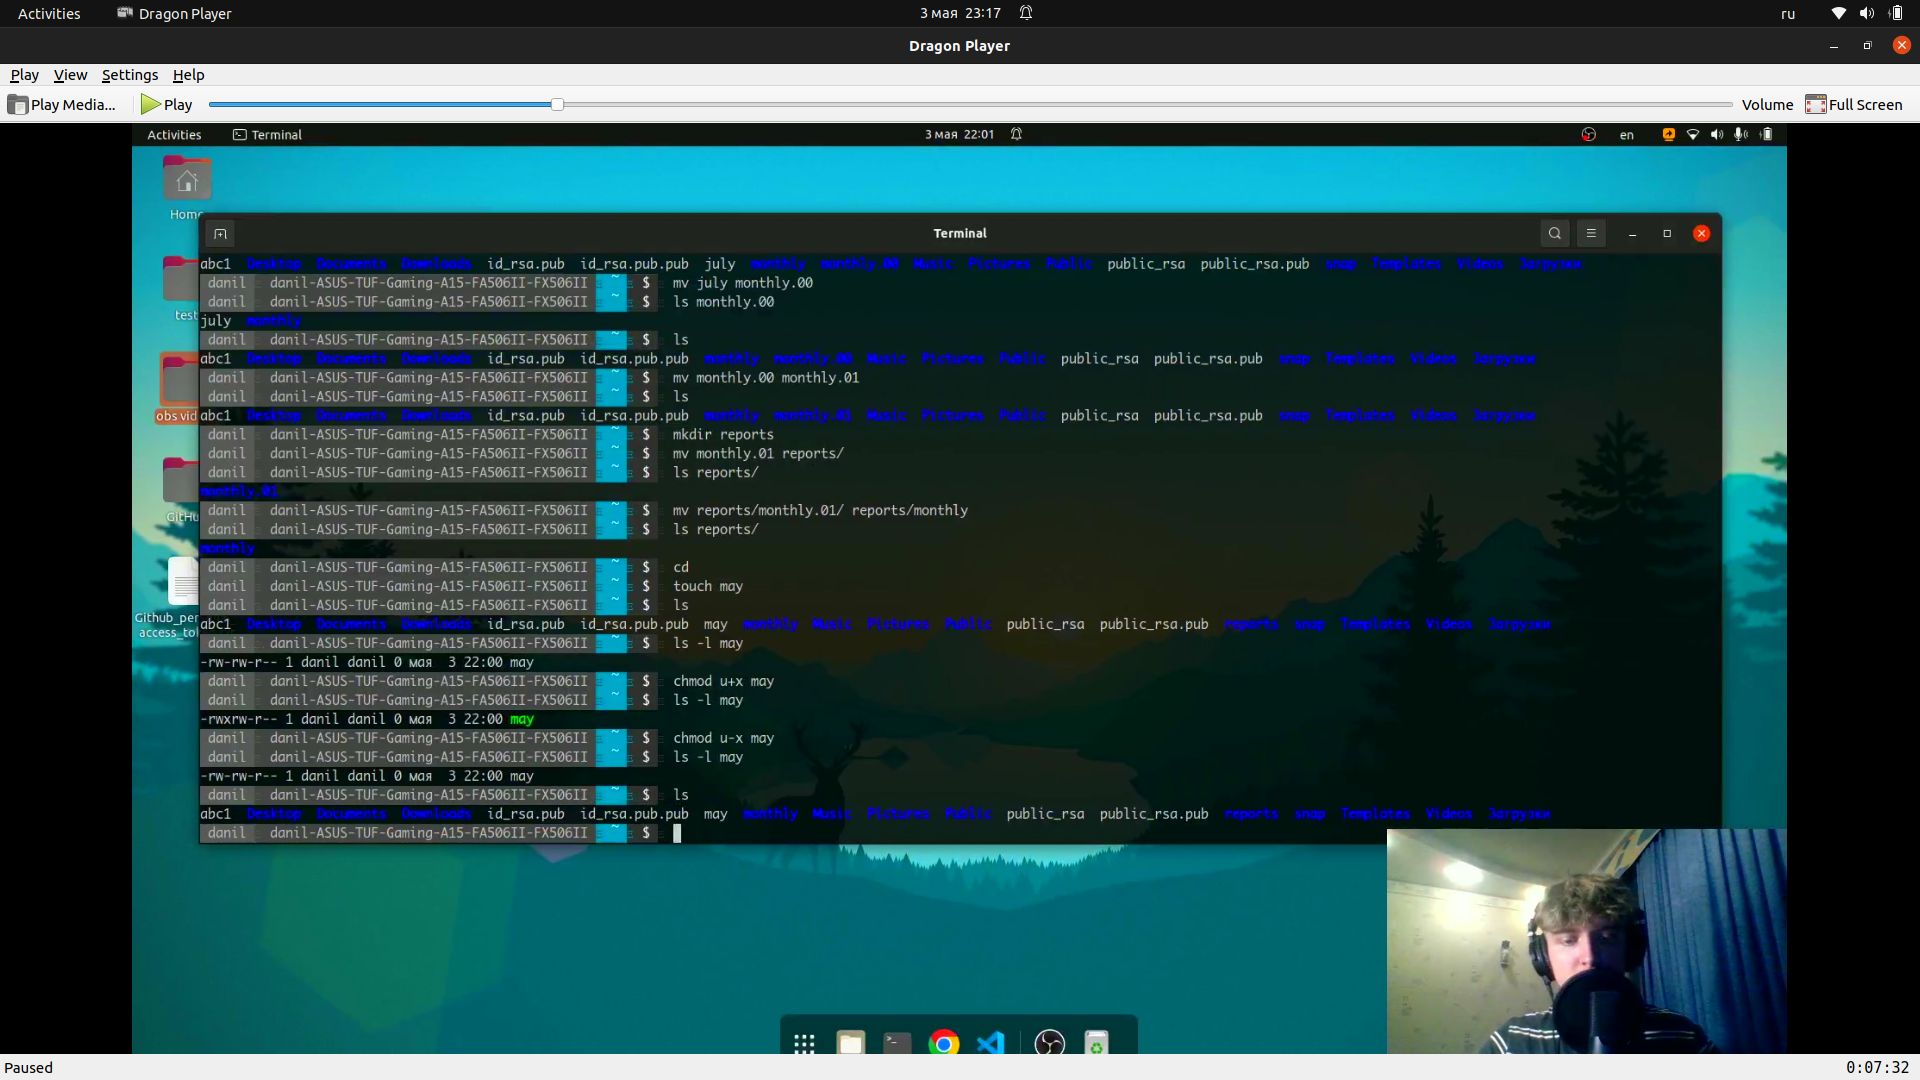 Activities Dragon Player 3 мая 23:17 ru
Dragon Player
Play View Settings Help
Play Media... Play Volume Full Screen
Activities Terminal 3 мая 22:01 en
Home
Terminal
abc1 Desktop Documents Downloads id_rsa.pub id_rsa.pub.pub july monthly monthly.00 Music Pictures Public public_rsa public_rsa.pub snap Templates Videos Загрузки
danil danil-ASUS-TUF-Gaming-A15-FA506II-FX506II ~ $ mv july monthly.00
danil danil-ASUS-TUF-Gaming-A15-FA506II-FX506II ~ $ ls monthly.00
test
july monthly
danil danil-ASUS-TUF-Gaming-A15-FA506II-FX506II ~ $ ls
abc1 Desktop Documents Downloads id_rsa.pub id_rsa.pub.pub monthly monthly.00 Music Pictures Public public_rsa public_rsa.pub snap Templates Videos Загрузки
danil danil-ASUS-TUF-Gaming-A15-FA506II-FX506II ~ $ mv monthly.00 monthly.01
danil danil-ASUS-TUF-Gaming-A15-FA506II-FX506II ~ $ ls
obs vid
abc1 Desktop Documents Downloads id_rsa.pub id_rsa.pub.pub monthly monthly.01 Music Pictures Public public_rsa public_rsa.pub snap Templates Videos Загрузки
danil danil-ASUS-TUF-Gaming-A15-FA506II-FX506II ~ $ mkdir reports
danil danil-ASUS-TUF-Gaming-A15-FA506II-FX506II ~ $ mv monthly.01 reports/
danil danil-ASUS-TUF-Gaming-A15-FA506II-FX506II ~ $ ls reports/
monthly.01
danil danil-ASUS-TUF-Gaming-A15-FA506II-FX506II ~ $ mv reports/monthly.01/ reports/monthly
GitHu
danil danil-ASUS-TUF-Gaming-A15-FA506II-FX506II ~ $ ls reports/
monthly
danil danil-ASUS-TUF-Gaming-A15-FA506II-FX506II ~ $ cd
danil danil-ASUS-TUF-Gaming-A15-FA506II-FX506II ~ $ touch may
danil danil-ASUS-TUF-Gaming-A15-FA506II-FX506II ~ $ ls
Github_per
access_tol
abc1 Desktop Documents Downloads id_rsa.pub id_rsa.pub.pub may monthly Music Pictures Public public_rsa public_rsa.pub reports snap Templates Videos Загрузки
danil danil-ASUS-TUF-Gaming-A15-FA506II-FX506II ~ $ ls -l may
-rw-rw-r-- 1 danil danil 0 мая 3 22:00 may
danil danil-ASUS-TUF-Gaming-A15-FA506II-FX506II ~ $ chmod u+x may
danil danil-ASUS-TUF-Gaming-A15-FA506II-FX506II ~ $ ls -l may
-rwxrw-r-- 1 danil danil 0 мая 3 22:00 may
danil danil-ASUS-TUF-Gaming-A15-FA506II-FX506II ~ $ chmod u-x may
danil danil-ASUS-TUF-Gaming-A15-FA506II-FX506II ~ $ ls -l may
-rw-rw-r-- 1 danil danil 0 мая 3 22:00 may
danil danil-ASUS-TUF-Gaming-A15-FA506II-FX506II ~ $ ls
abc1 Desktop Documents Downloads id_rsa.pub id_rsa.pub.pub may monthly Music Pictures Public public_rsa public_rsa.pub reports snap Templates Videos Загрузки
danil danil-ASUS-TUF-Gaming-A15-FA506II-FX506II ~ $
Paused 0:07:32